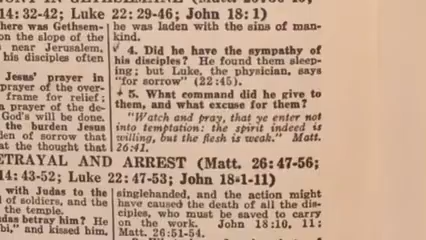 (Matt.
14:32-42; Luke 22:29-46; John 18:1)
there was Gethsem-
on the slope of the
near Jerusalem,
his disciples often
Jesus' prayer in
prayer of the over-
frame for relief;
a prayer of the de-
God's will be done.
the burden Jesus
den of sorrow that
at the thought that
he was laden with the sins of man-
kind.
4. Did he have the sympathy of
his disciples? He found them sleep-
ing; but Luke, the physician, says
"for sorrow" (22:45).
5. What command did he give to
them, and what excuse for them?
"Watch and pray, that ye enter not
into temptation: the spirit indeed is
willing, but the flesh is weak." Matt.
26:41.
BETRAYAL AND ARREST (Matt. 26:47-56;
14:43-52; Luke 22:47-53; John 18:1-11)
with Judas to the
of soldiers, and the
the temple.
Judas betray him? He
bi," and kissed him.
singlehanded, and the action might
have caused the death of all the dis-
ciples, who must be saved to carry
on the work. John 18:10, 11;
Matt. 26:51-54.